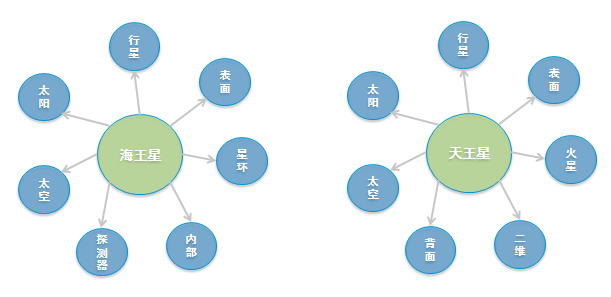 行星
表面
太阳
海王星
星环
太空
探测器
内部
行星
表面
太阳
天王星
火星
太空
背面
二维